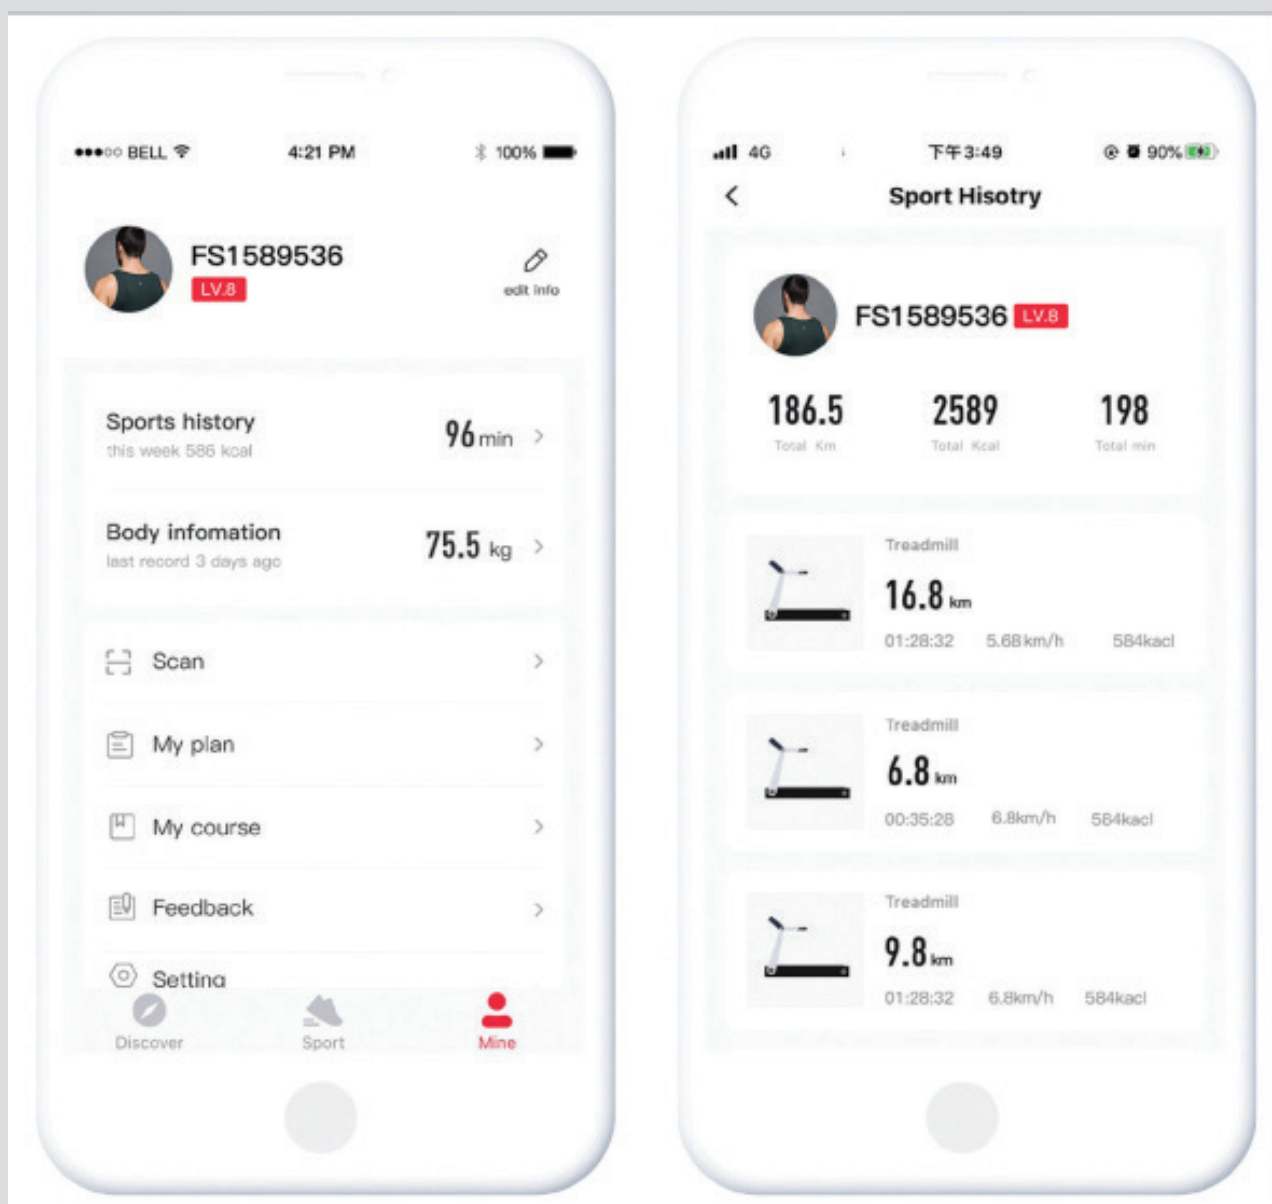 BELL 4:21 PM 100%
FS1589536
LV.8
edit info
Sports history
this week 586 kcal
96 min
Body infomation
last record 3 days ago
75.5 kg
Scan
My plan
My course
Feedback
Setting
Discover Sport Mine
4G 下午3:49 90%
Sport Hisotry
FS1589536 LV.8
186.5 2589 198
Total Km Total Kcal Total min
Treadmill
16.8 km
01:28:32 5.68km/h 584kacl
Treadmill
6.8 km
00:35:28 6.8km/h 584kacl
Treadmill
9.8 km
01:28:32 6.8km/h 584kacl